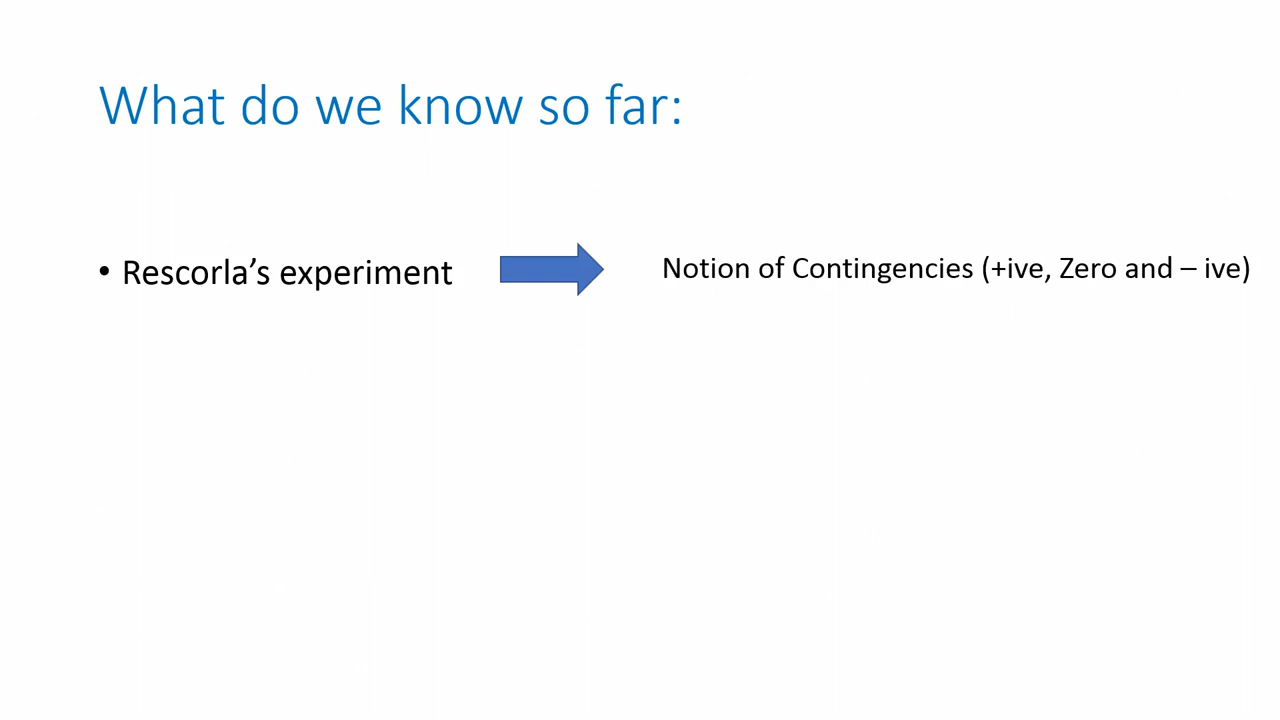 What do we know so far:
• Rescorla’s experiment
Notion of Contingencies (+ive, Zero and – ive)